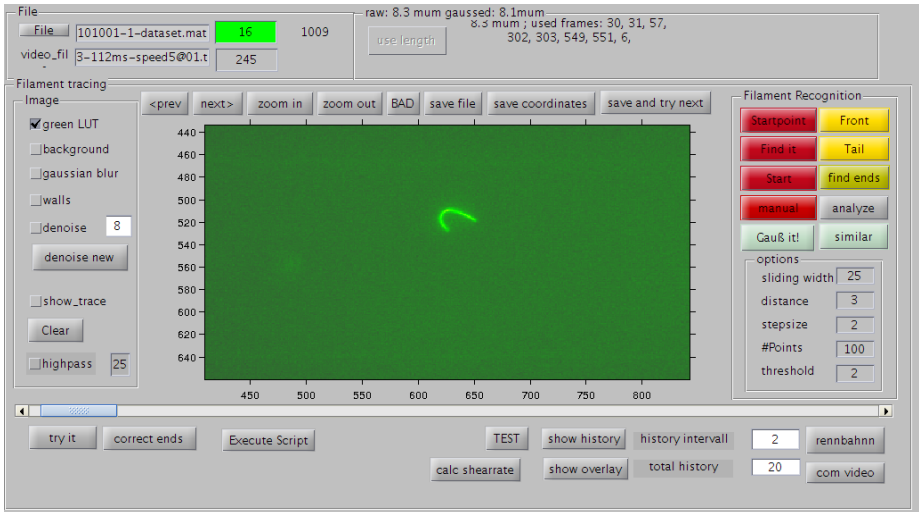 File
File 101001-1-dataset.mat 16 1009
video_fil 3-112ms-speed5@01.t 245
raw: 8.3 mum gaussed: 8.1mum
8.3 mum ; used frames: 30, 31, 57,
302, 303, 549, 551, 6,
use length
Filament tracing
Image
green LUT
background
gaussian blur
walls
denoise 8
denoise new
show_trace
Clear
highpass 25
<prev next> zoom in zoom out BAD save file save coordinates save and try next
440
460
480
500
520
540
560
580
600
620
640
450 500 550 600 650 700 750 800
Filament Recognition
Startpoint Front
Find it Tail
Start find ends
manual analyze
Gauß it! similar
options
sliding width 25
distance 3
stepsize 2
#Points 100
threshold 2
try it correct ends Execute Script TEST show history history intervall 2 rennbahnn
calc shearrate show overlay total history 20 com video